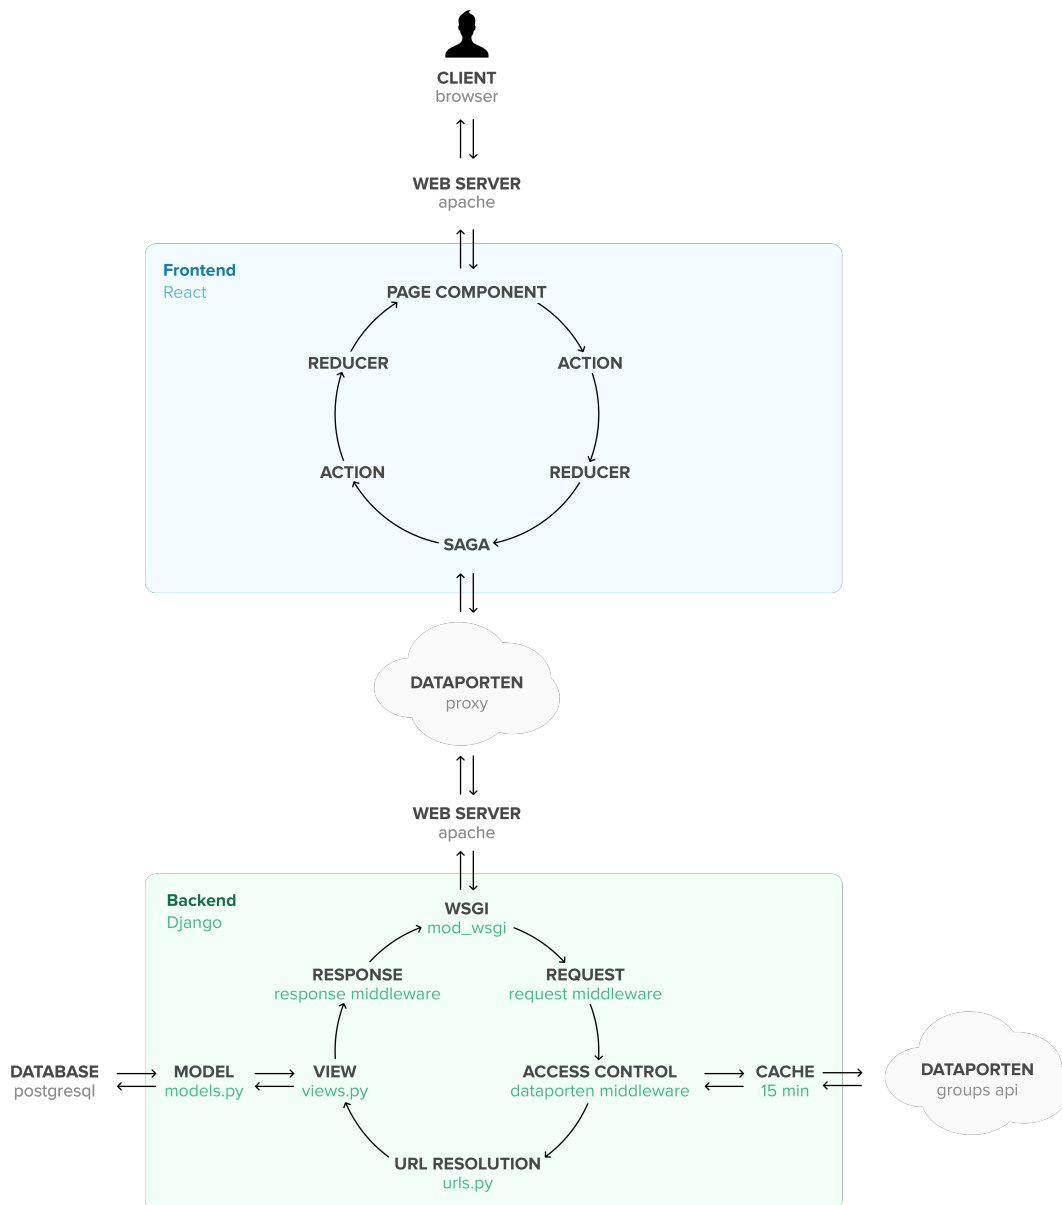 CLIENT
browser
WEB SERVER
apache
Frontend
React
PAGE COMPONENT
REDUCER
ACTION
ACTION
REDUCER
SAGA
DATAPORTEN
proxy
WEB SERVER
apache
Backend
Django
WSGI
mod_wsgi
RESPONSE
response middleware
REQUEST
request middleware
DATABASE
postgresql
MODEL
models.py
VIEW
views.py
ACCESS CONTROL
dataporten middleware
CACHE
15 min
DATAPORTEN
groups api
URL RESOLUTION
urls.py